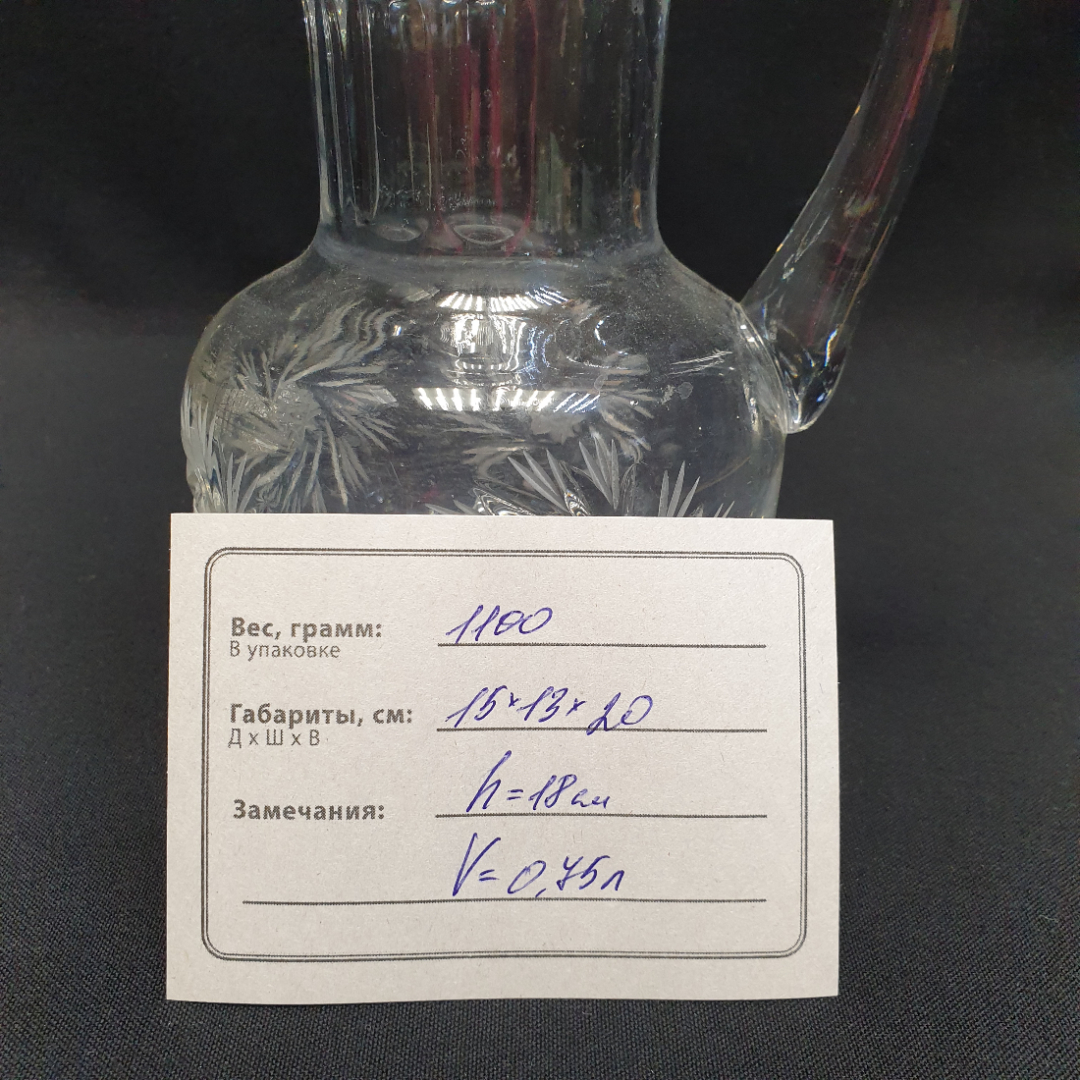 Вес, грамм: 1100
В упаковке
Габариты, см: 15×13×20
Д х Ш х В
Замечания: h=18см
V=0,75л